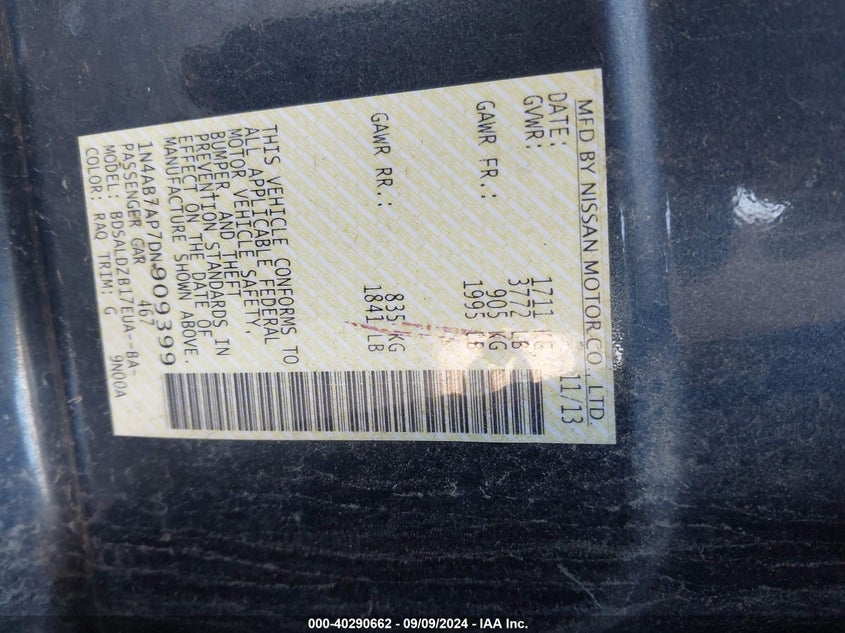 MFD BY NISSAN MOTOR CO., LTD.
DATE: 11/13
GVWR: 1711 KG
3772 LB
GAWR FR.: 905 KG
1995 LB
GAWR RR.: 835 KG
1841 LB
THIS VEHICLE CONFORMS TO
ALL APPLICABLE FEDERAL
MOTOR VEHICLE SAFETY,
BUMPER AND THEFT
PREVENTION STANDARDS IN
EFFECT ON THE DATE OF
MANUFACTURE SHOWN ABOVE.
1N4AB7AP7DN909399
PASSENGER CAR 467
MODEL: BDSALDZB17EUA--BA-
COLOR: RAQ TRIM: G 9N00A
000-40290662 - 09/09/2024 - IAA Inc.